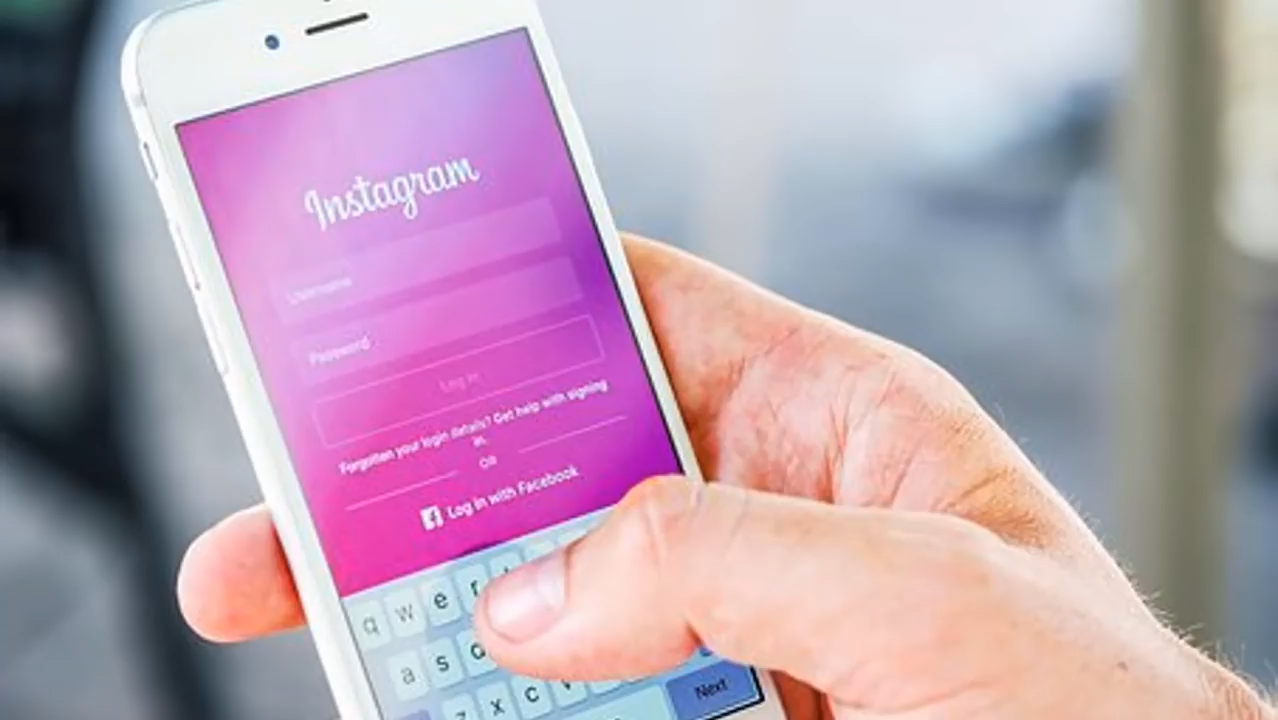 Instagram
Username
Password
Log In
Forgotten your login details? Get help with signing
in.
OR
f Log In with Facebook
q w e r
a s
z x c v
Next